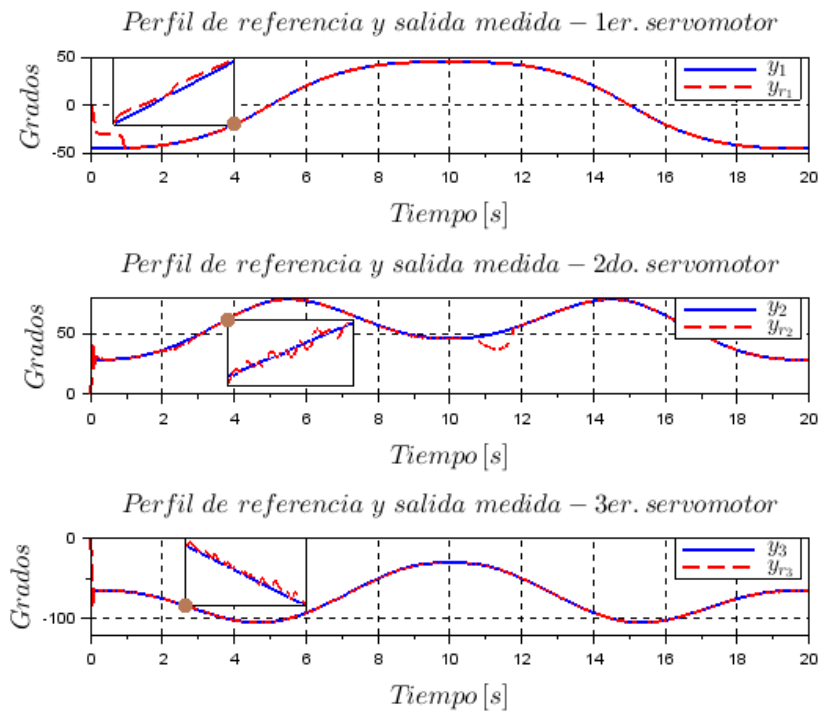 Perfil de referencia y salida medida − 1er. servomotor
50
0
-50
Grados
y1
yr1
0 2 4 6 8 10 12 14 16 18 20
Tiempo [s]
Perfil de referencia y salida medida − 2do. servomotor
50
0
Grados
y2
yr2
0 2 4 6 8 10 12 14 16 18 20
Tiempo [s]
Perfil de referencia y salida medida − 3er. servomotor
0
-100
Grados
y3
yr3
0 2 4 6 8 10 12 14 16 18 20
Tiempo [s]